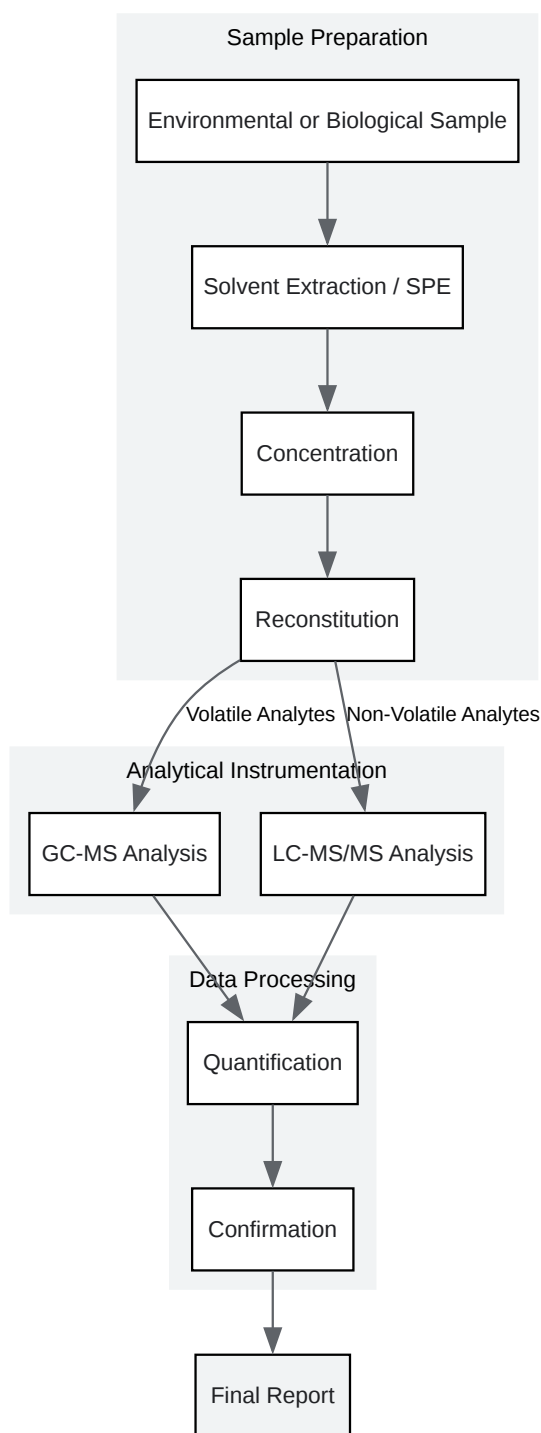 Sample Preparation
Environmental or Biological Sample
Solvent Extraction / SPE
Concentration
Reconstitution
Volatile Analytes
Non-Volatile Analytes
Analytical Instrumentation
GC-MS Analysis
LC-MS/MS Analysis
Data Processing
Quantification
Confirmation
Final Report